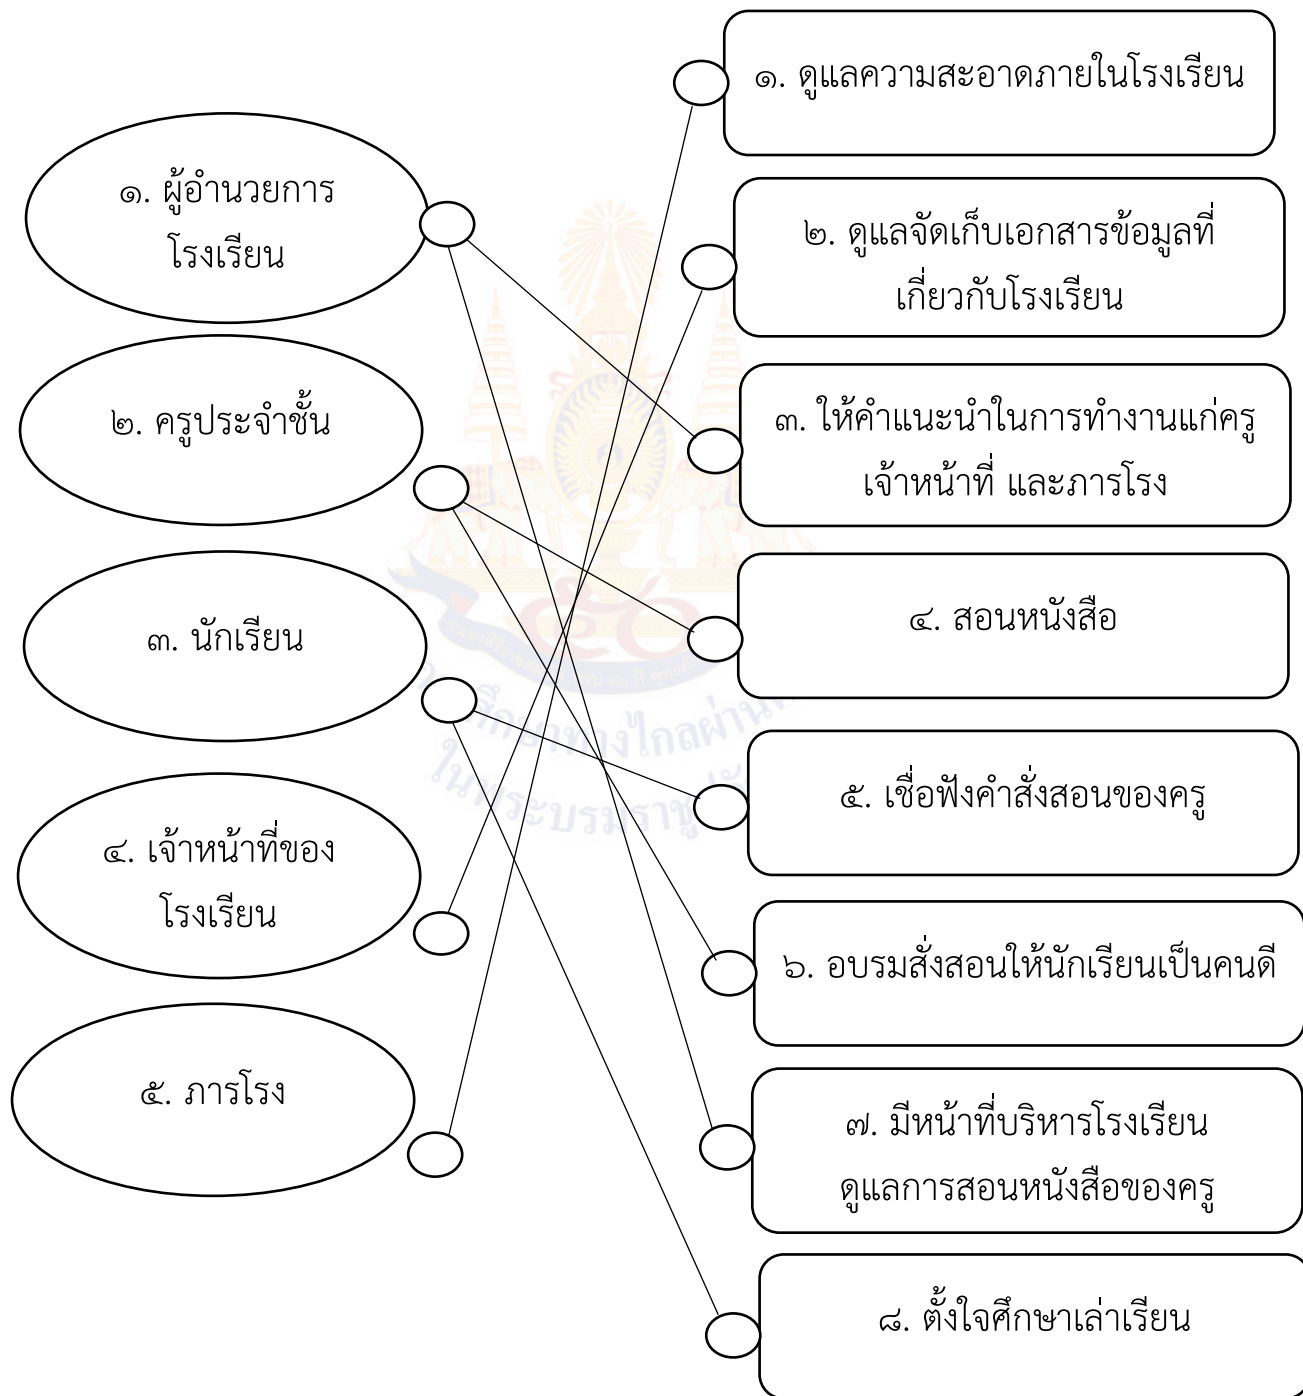 ๑. ผู้อำนวยการ
โรงเรียน
๒. ครูประจำชั้น
๓. นักเรียน
๔. เจ้าหน้าที่ของ
โรงเรียน
๕. ภารโรง
๑. ดูแลความสะอาดภายในโรงเรียน
๒. ดูแลจัดเก็บเอกสารข้อมูลที่
เกี่ยวกับโรงเรียน
๓. ให้คำแนะนำในการทำงานแก่ครู
เจ้าหน้าที่ และภารโรง
๔. สอนหนังสือ
๕. เชื่อฟังคำสั่งสอนของครู
๖. อบรมสั่งสอนให้นักเรียนเป็นคนดี
๗. มีหน้าที่บริหารโรงเรียน
ดูแลการสอนหนังสือของครู
๘. ตั้งใจศึกษาเล่าเรียน